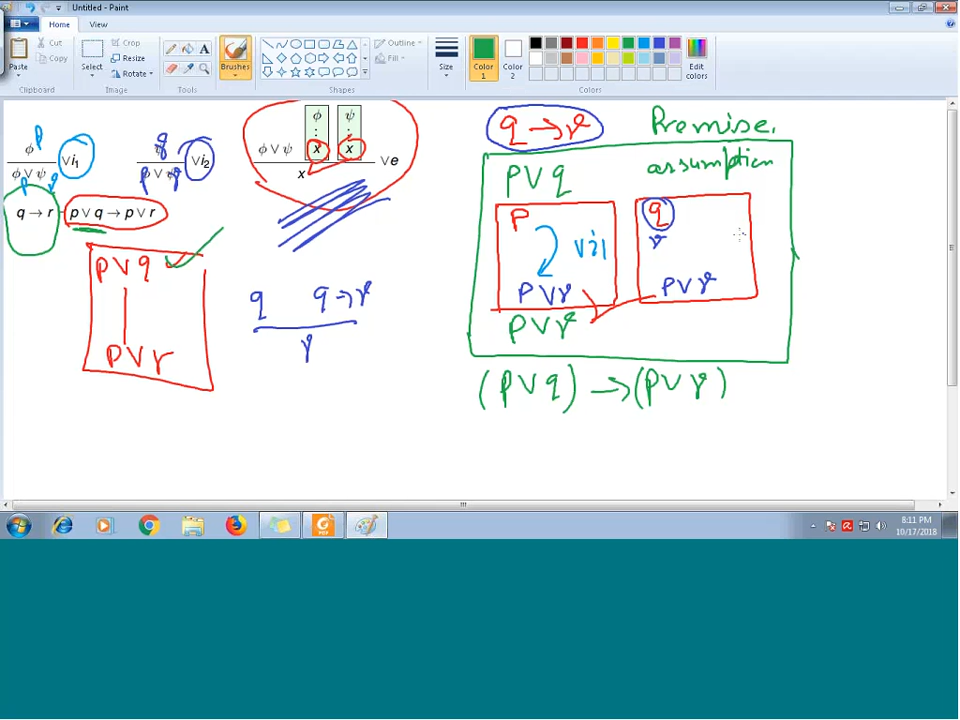 Untitled - Paint
Home View
Paste
Cut
Copy
Clipboard
Select
Crop
Resize
Rotate
Image
Tools
Brushes
Shapes
Outline
Fill
Size
Color 1
Color 2
Edit colors
Colors
ϕ p
ϕ ∨ ψ ∨i₁
p q
q
ϕ ∨ ψ ∨i₂
p
ϕ ψ
⋮ ⋮
ϕ ∨ ψ x x
x ∨e
q → r p ∨ q → p ∨ r
p ∨ q
p ∨ r
q q → r
r
q → r Premise.
assumption
p ∨ q
p q
r
∨i1
p ∨ r p ∨ r
p ∨ r
(p ∨ q) → (p ∨ r)
PDF
8:11 PM
10/17/2018